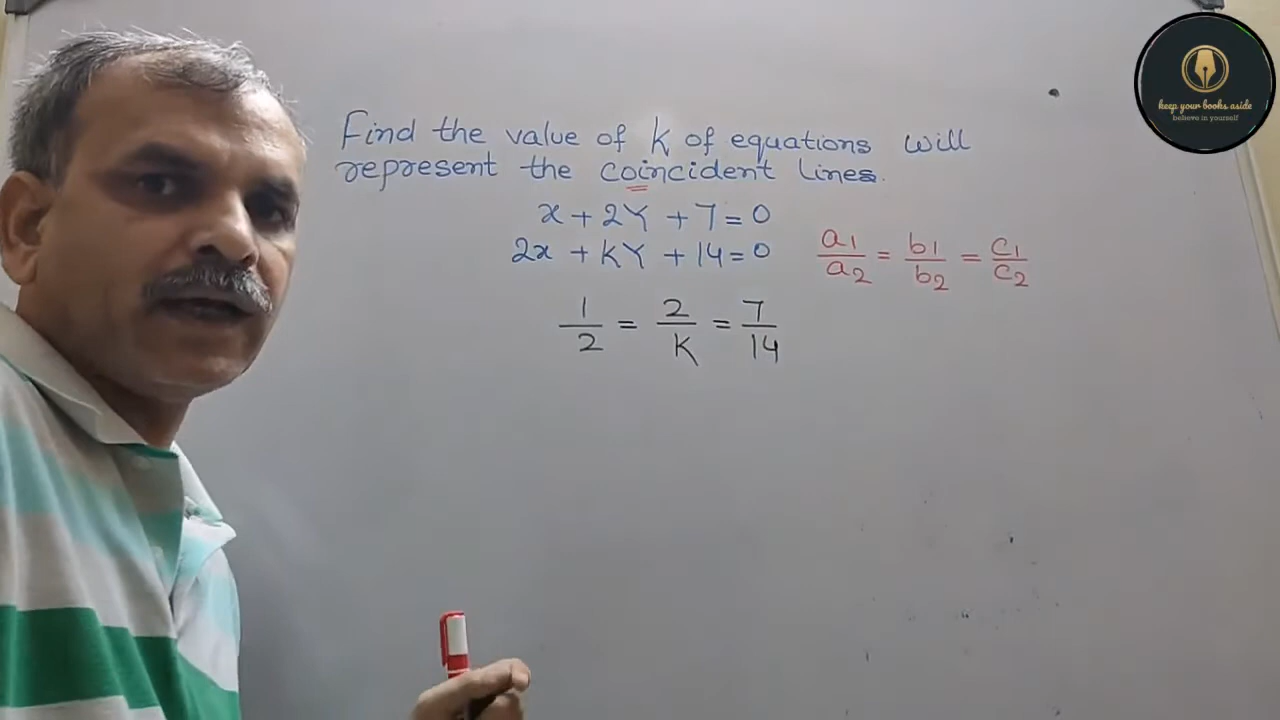 Find the value of K of equations will
represent the coincident lines.
x + 2Y + 7 = 0
2x + KY + 14 = 0
a1/a2 = b1/b2 = c1/c2
1/2 = 2/K = 7/14
keep your books aside
believe in yourself